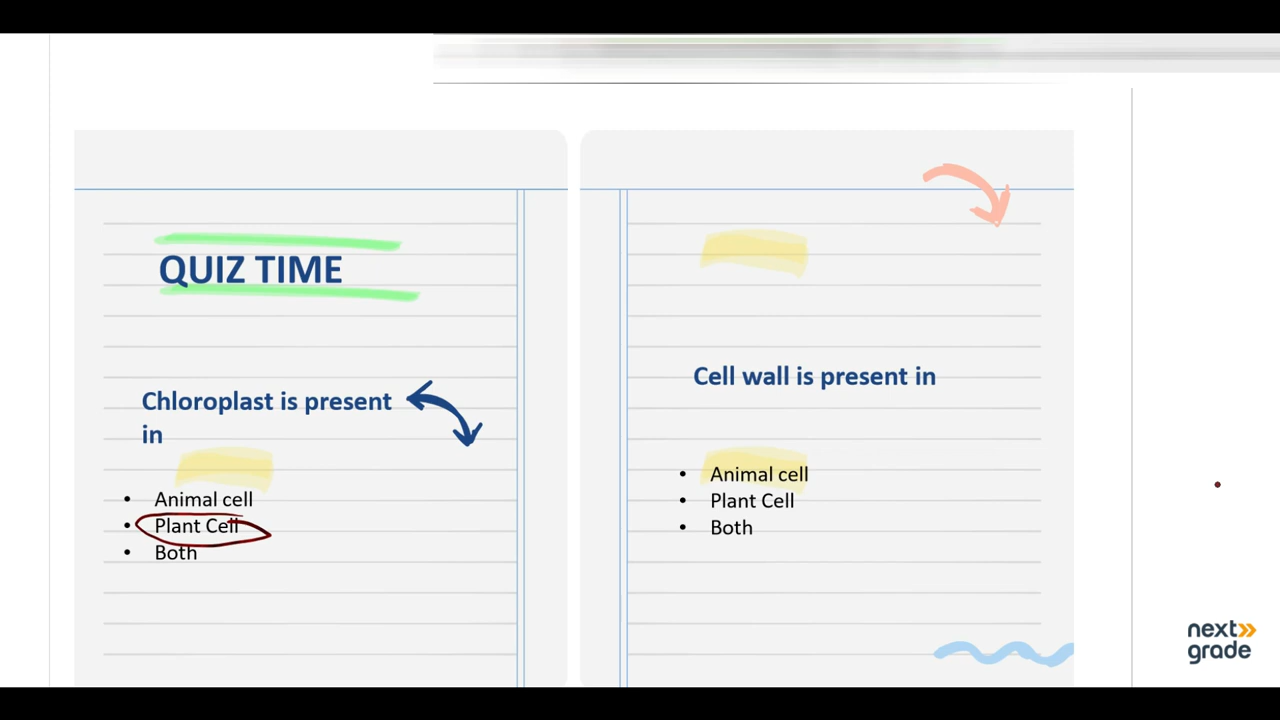 QUIZ TIME
Chloroplast is present
in
• Animal cell
• Plant Cell
• Both
Cell wall is present in
• Animal cell
• Plant Cell
• Both
next
grade